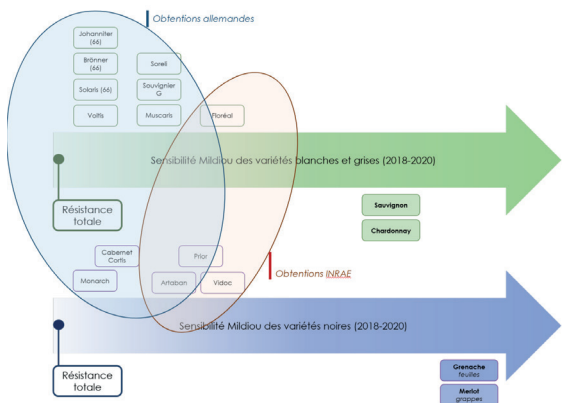 Obtentions allemandes
Johanniter
(66)
Brönner
(66)
Soreli
Solaris (66)
Souvignier
G
Voltis
Muscaris
Floréal
Sensibilité Mildiou des variétés blanches et grises (2018-2020)
Résistance
totale
Sauvignon
Chardonnay
Cabernet
Cortis
Prior
Monarch
Artaban
Vidoc
Obtentions INRAE
Sensibilité Mildiou des variétés noires (2018-2020)
Résistance
totale
Grenache
feuilles
Merlot
grappes